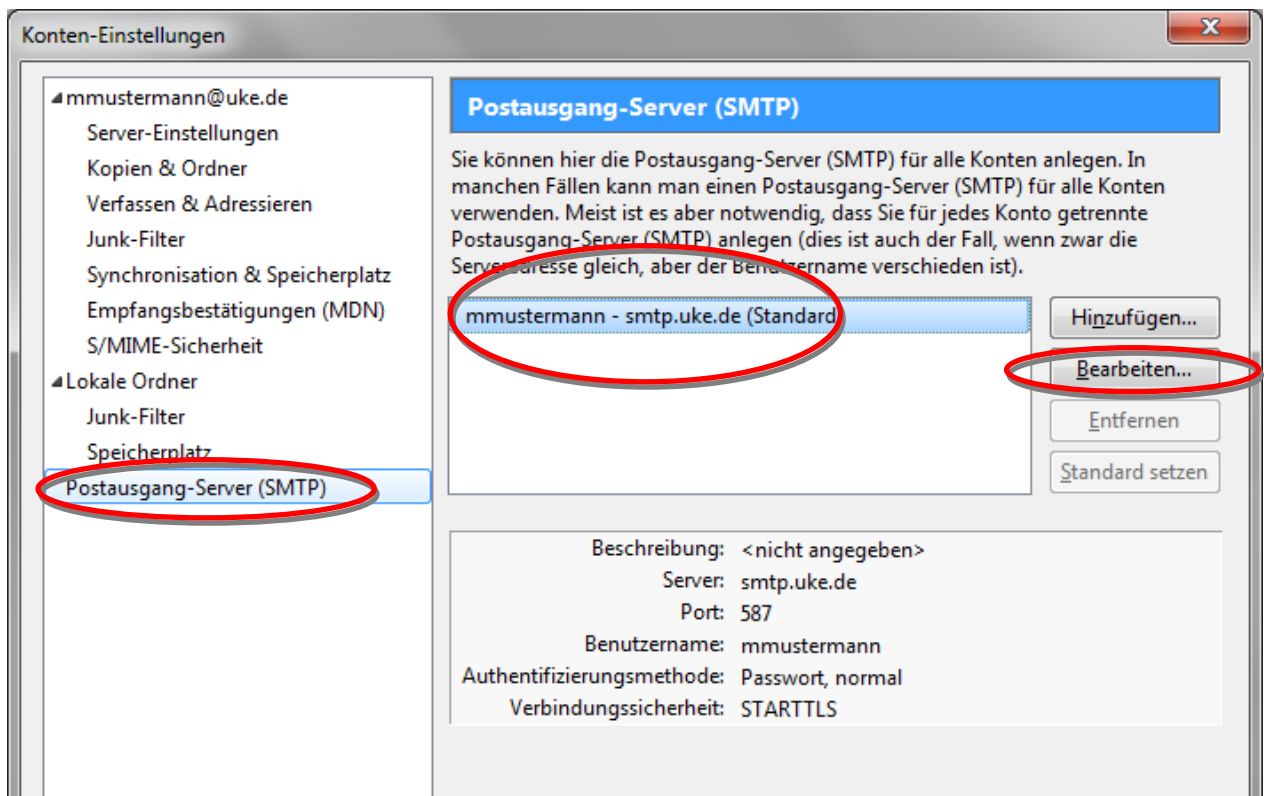 Konten-Einstellungen
x
mmustermann@uke.de
Server-Einstellungen
Kopien & Ordner
Verfassen & Adressieren
Junk-Filter
Synchronisation & Speicherplatz
Empfangsbestätigungen (MDN)
S/MIME-Sicherheit
Lokale Ordner
Junk-Filter
Speicherplatz
Postausgang-Server (SMTP)
Postausgang-Server (SMTP)
Sie können hier die Postausgang-Server (SMTP) für alle Konten anlegen. In
manchen Fällen kann man einen Postausgang-Server (SMTP) für alle Konten
verwenden. Meist ist es aber notwendig, dass Sie für jedes Konto getrennte
Postausgang-Server (SMTP) anlegen (dies ist auch der Fall, wenn zwar die
Serveradresse gleich, aber der Benutzername verschieden ist).
mmustermann - smtp.uke.de (Standard)
Hinzufügen...
Bearbeiten...
Entfernen
Standard setzen
Beschreibung: <nicht angegeben>
Server: smtp.uke.de
Port: 587
Benutzername: mmustermann
Authentifizierungsmethode: Passwort, normal
Verbindungssicherheit: STARTTLS